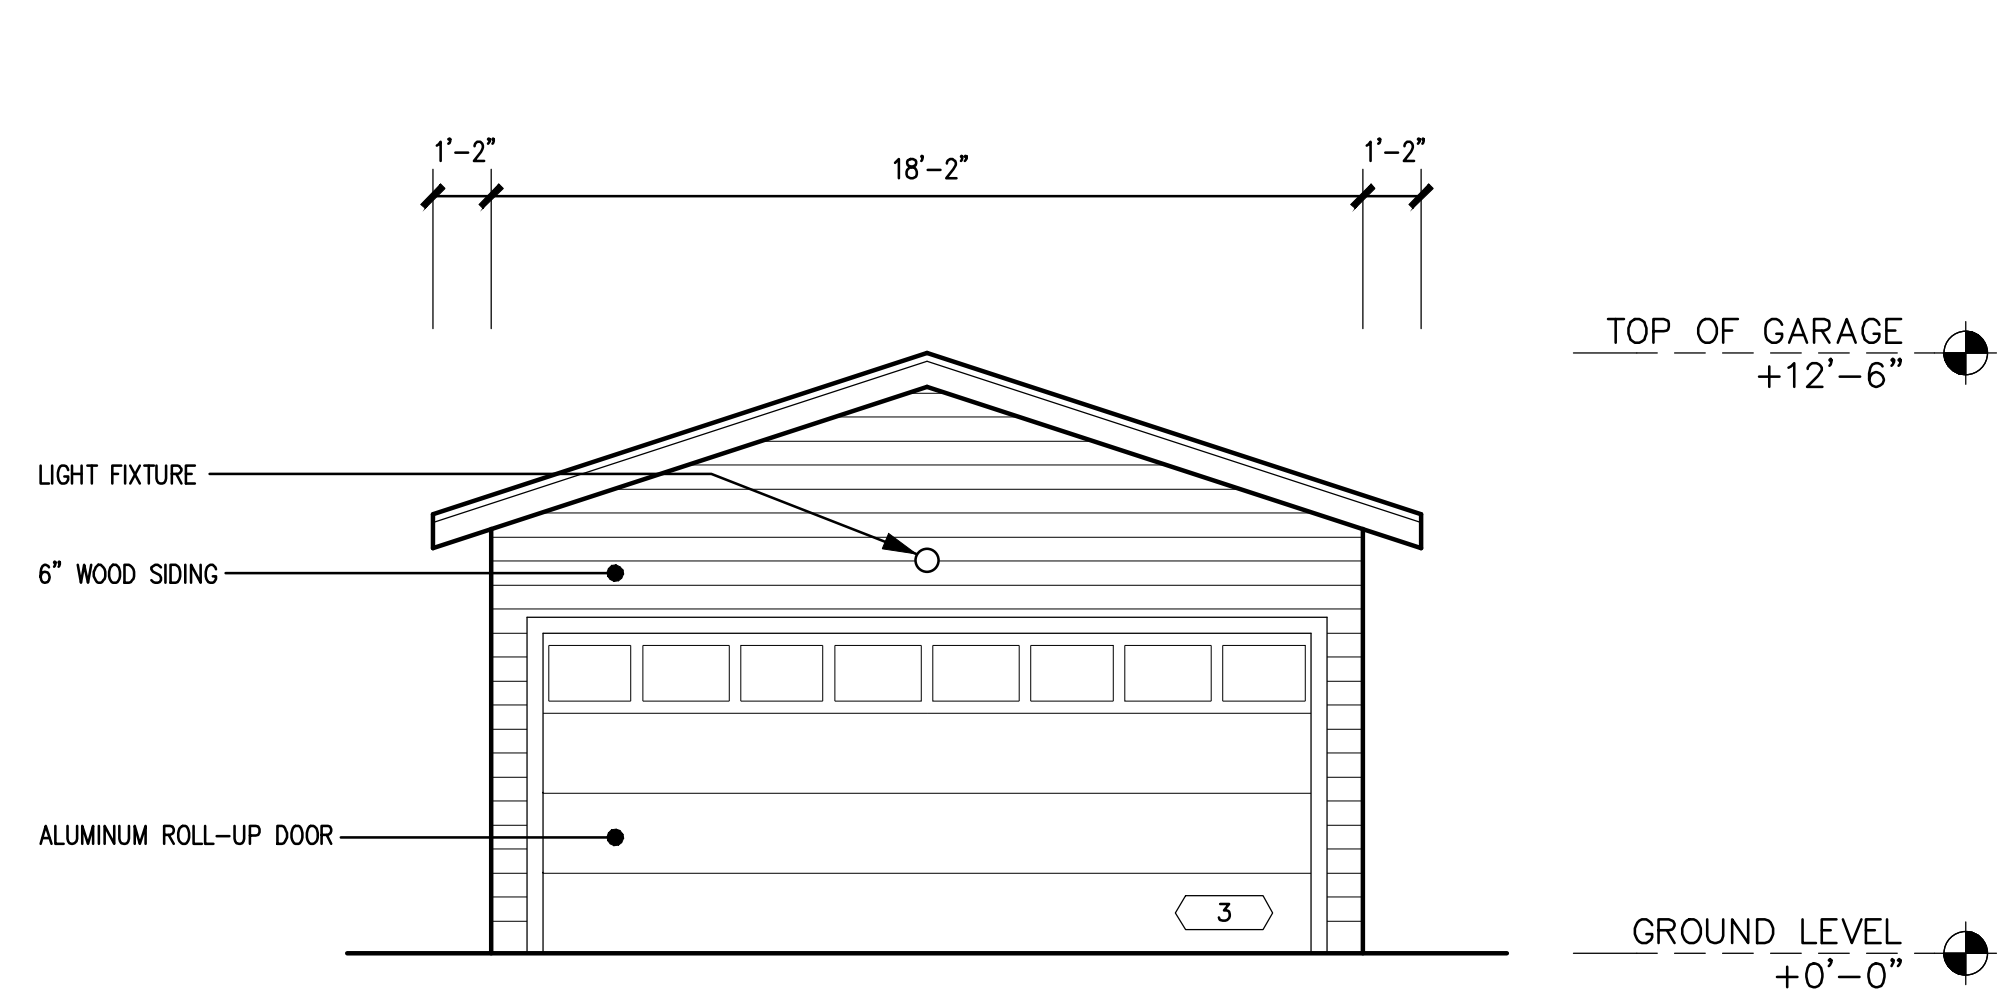 1'-2"
18'-2"
1'-2"
TOP OF GARAGE
+12'-6"
LIGHT FIXTURE
6" WOOD SIDING
ALUMINUM ROLL-UP DOOR
3
GROUND LEVEL
+0'-0"